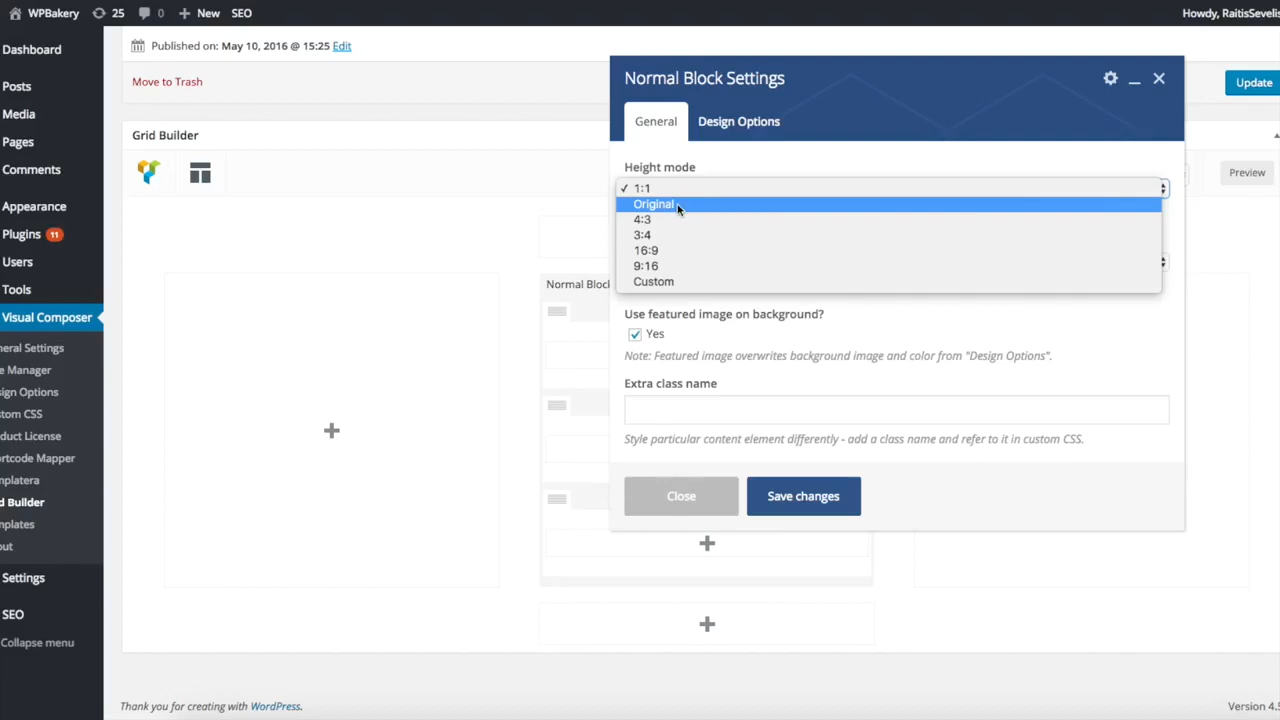 WPBakery 25 0 New SEO Howdy, RaitisSevelis
Dashboard
Posts
Media
Pages
Comments
Appearance
Plugins 11
Users
Tools
Visual Composer
neral Settings
e Manager
sign Options
stom CSS
duct License
ortcode Mapper
mplatera
d Builder
mplates
out
Settings
SEO
Collapse menu
Published on: May 10, 2016 @ 15:25 Edit
Move to Trash
Update
Grid Builder
Preview
Normal Bloc
Normal Block Settings
General Design Options
Height mode
✓ 1:1
Original
4:3
3:4
16:9
9:16
Custom
Use featured image on background?
Yes
Note: Featured image overwrites background image and color from "Design Options".
Extra class name
Style particular content element differently - add a class name and refer to it in custom CSS.
Close Save changes
Thank you for creating with WordPress.
Version 4.5